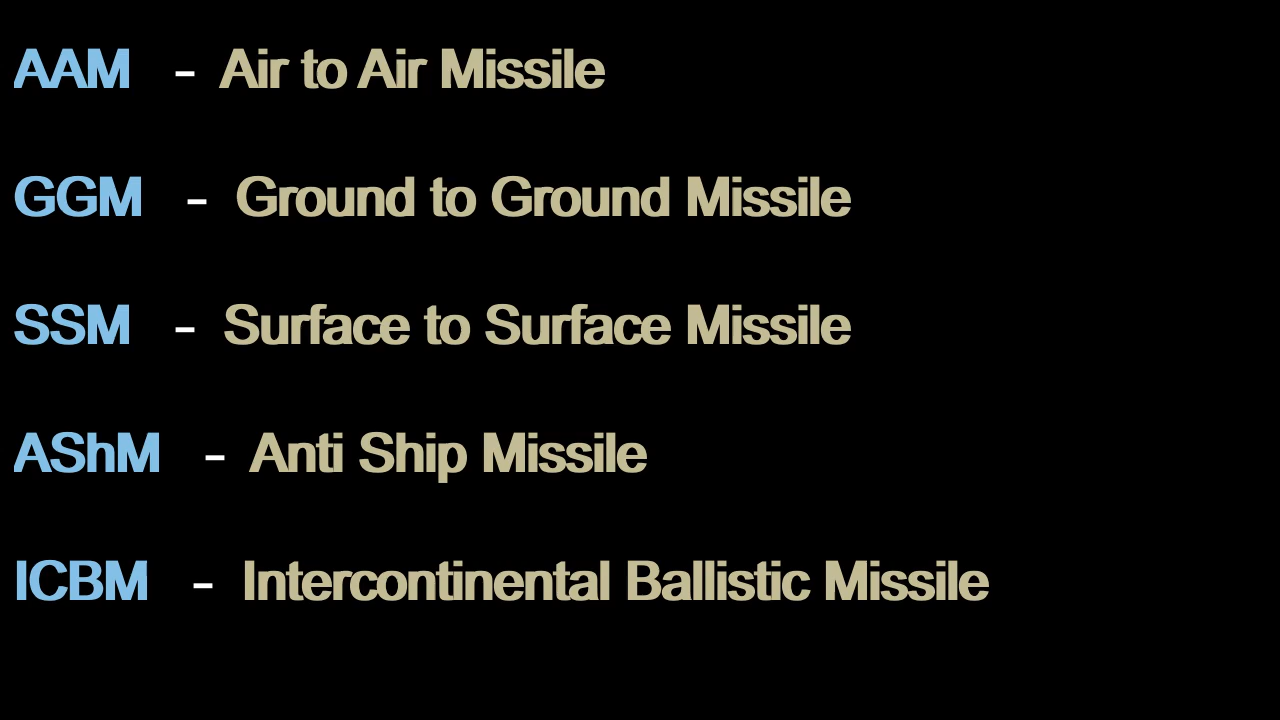 AAM - Air to Air Missile
GGM - Ground to Ground Missile
SSM - Surface to Surface Missile
AShM - Anti Ship Missile
ICBM - Intercontinental Ballistic Missile